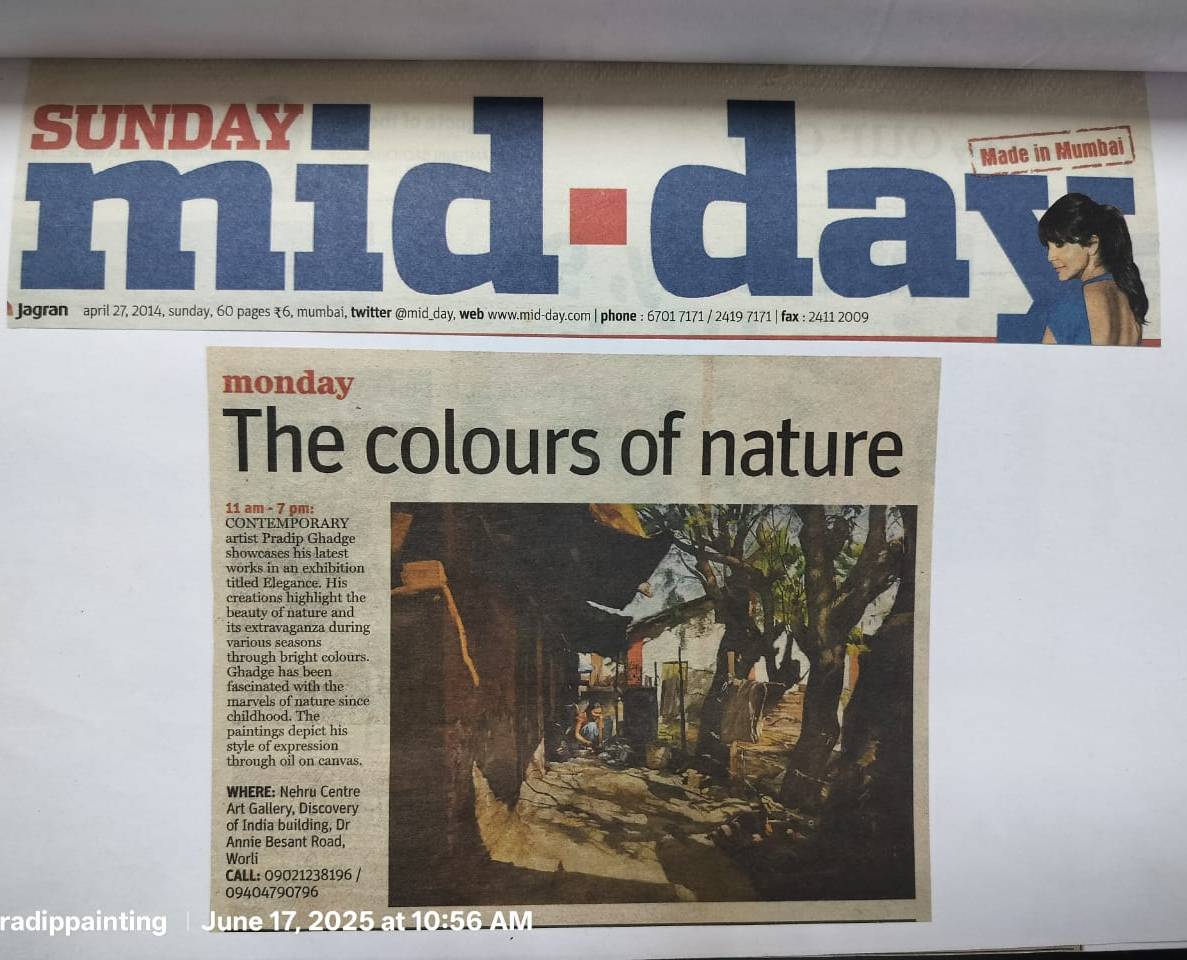 SUNDAY
mid·day
Made in Mumbai
Jagran april 27, 2014, sunday, 60 pages ₹6, mumbai, twitter @mid_day, web www.mid-day.com | phone : 6701 7171 / 2419 7171 | fax : 2411 2009
monday
The colours of nature
11 am - 7 pm:
CONTEMPORARY
artist Pradip Ghadge
showcases his latest
works in an exhibition
titled Elegance. His
creations highlight the
beauty of nature and
its extravaganza during
various seasons
through bright colours.
Ghadge has been
fascinated with the
marvels of nature since
childhood. The
paintings depict his
style of expression
through oil on canvas.
WHERE: Nehru Centre
Art Gallery, Discovery
of India building, Dr
Annie Besant Road,
Worli
CALL: 09021238196 /
09404790796
radippainting | June 17, 2025 at 10:56 AM